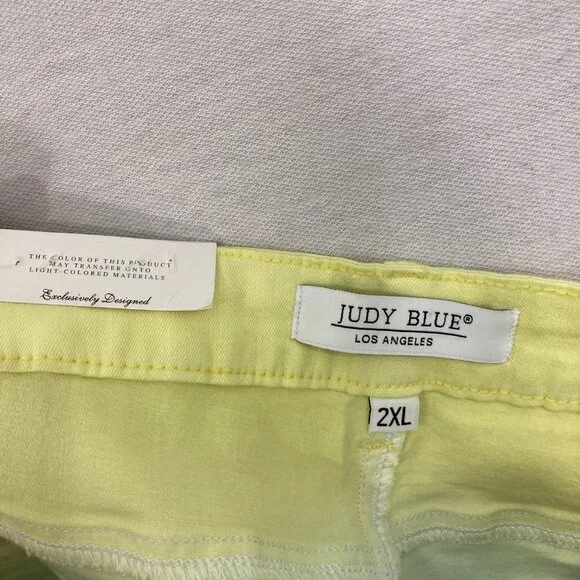 THE COLOR OF THIS PRODUCT
MAY TRANSFER ONTO
LIGHT-COLORED MATERIALS
Exclusively Designed
JUDY BLUE®
LOS ANGELES
2XL